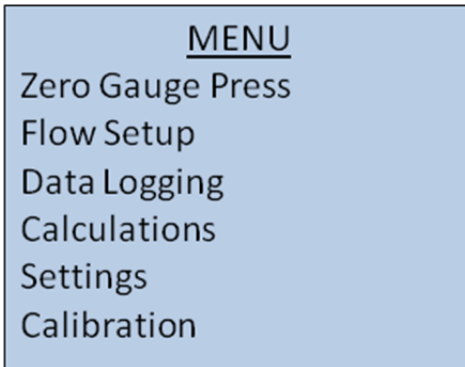 MENU
Zero Gauge Press
Flow Setup
Data Logging
Calculations
Settings
Calibration